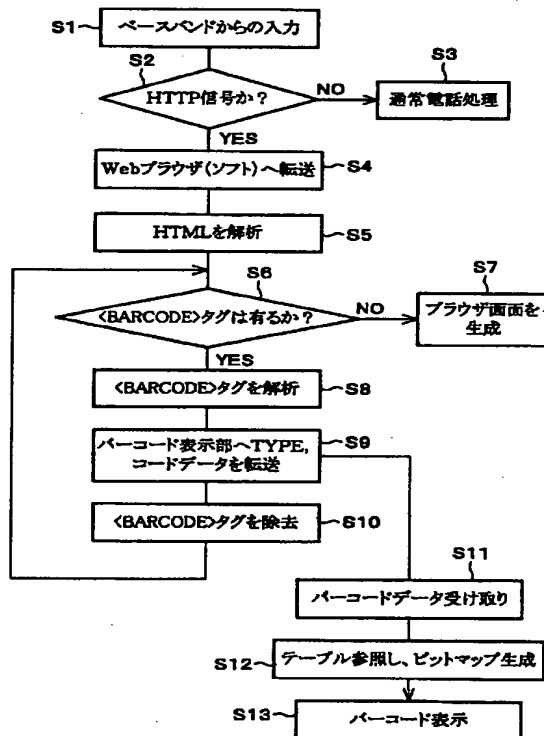 S1
ベースバンドからの入力
S2
HTTP信号か？
NO
S3
通常電話処理
YES
Webブラウザ(ソフト)へ転送
S4
HTMLを解析
S5
S6
<BARCODE>タグは有るか？
NO
S7
ブラウザ画面を
生成
YES
<BARCODE>タグを解析
S8
バーコード表示部へTYPE,
コードデータを転送
S9
<BARCODE>タグを除去
S10
S11
バーコードデータ受け取り
S12
テーブル参照し、ビットマップ生成
S13
バーコード表示